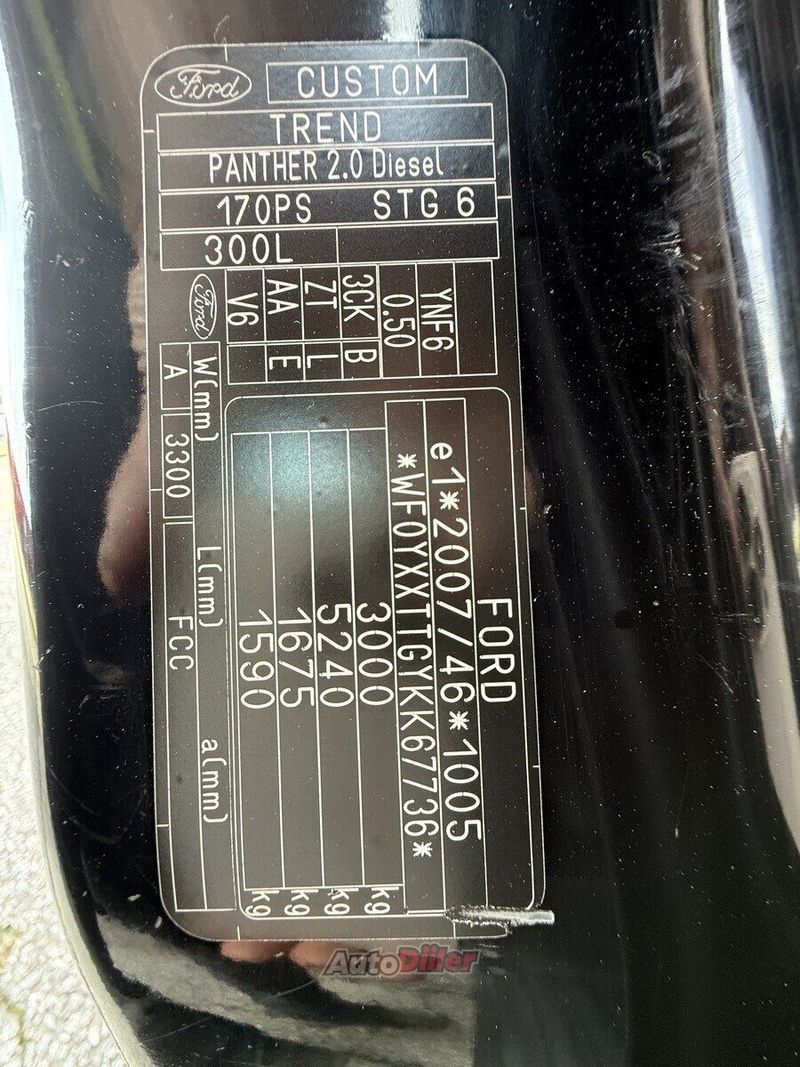 Ford CUSTOM
TREND
PANTHER 2.0 Diesel
170PS STG 6
300L
FORD
e1*2007/46*1005
*WF0YXXTTGYKK67736*
3000 kg
5240 kg
1675 kg
1590 kg
YNF6
0.50
3CK B
ZT L
AA E
V6
Ford
W(mm) L(mm) a(mm)
A 3300 FCC
AutoDiler